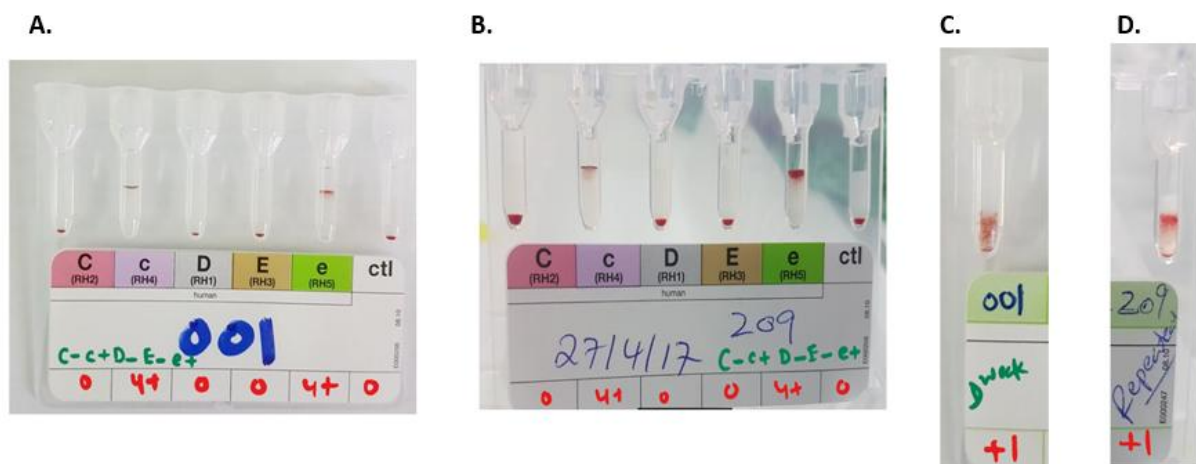 A.
B.
C.
D.
C c D E e ctl
(RH2) (RH4) (RH1) (RH3) (RH5)
human
001
C- c+ D- E- e+
0 4+ 0 0 4+ 0
C c D E e ctl
(RH2) (RH4) (RH1) (RH3) (RH5)
human
209
27/4/17 C- c+ D- E- e+
0 4+ 0 0 4+ 0
001
D weak
+1
209
+1